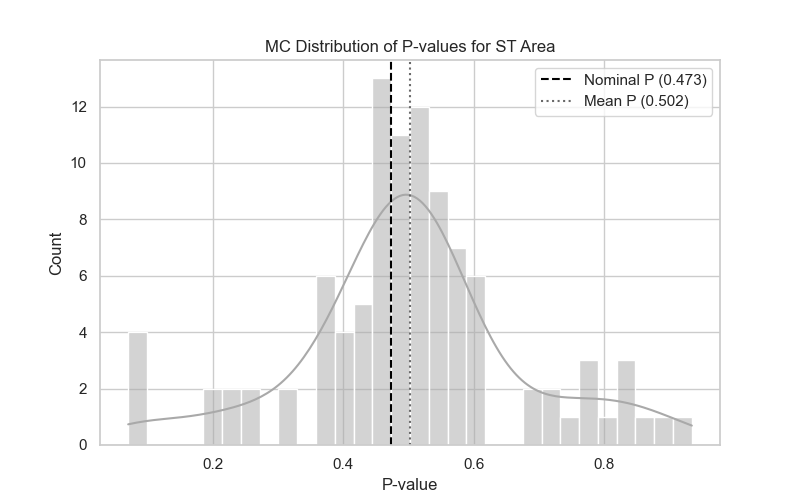 MC Distribution of P-values for ST Area
Nominal P (0.473)
Mean P (0.502)
Count
12
10
8
6
4
2
0
0.2 0.4 0.6 0.8
P-value